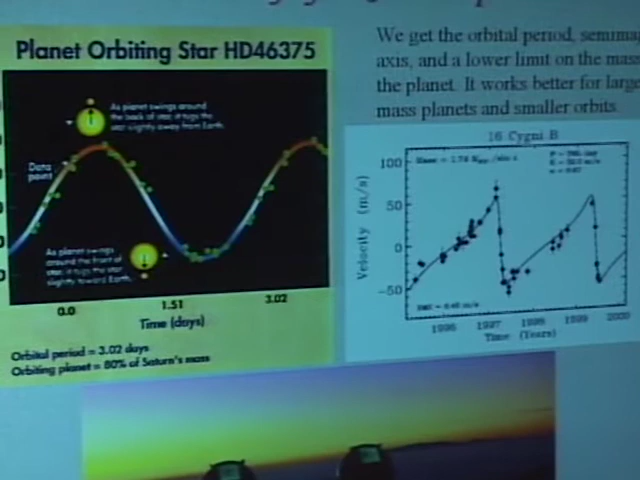 Planet Orbiting Star HD46375
As planet swings around
the back of star, it tugs the
star slightly away from Earth.
Data
point
As planet swings
around the front of
star, it tugs the star
slightly toward Earth.
0.0 1.51 3.02
Time (days)
Orbital period = 3.02 days
Orbiting planet = 80% of Saturn's mass
We get the orbital period,
axis, and a lower limit on the mass
the planet. It works better for large
mass planets and smaller orbits.
16 Cygni B
Velocity (m/s)
100
50
0
-50
1996 1997 1998 1999 2000
Time (Years)